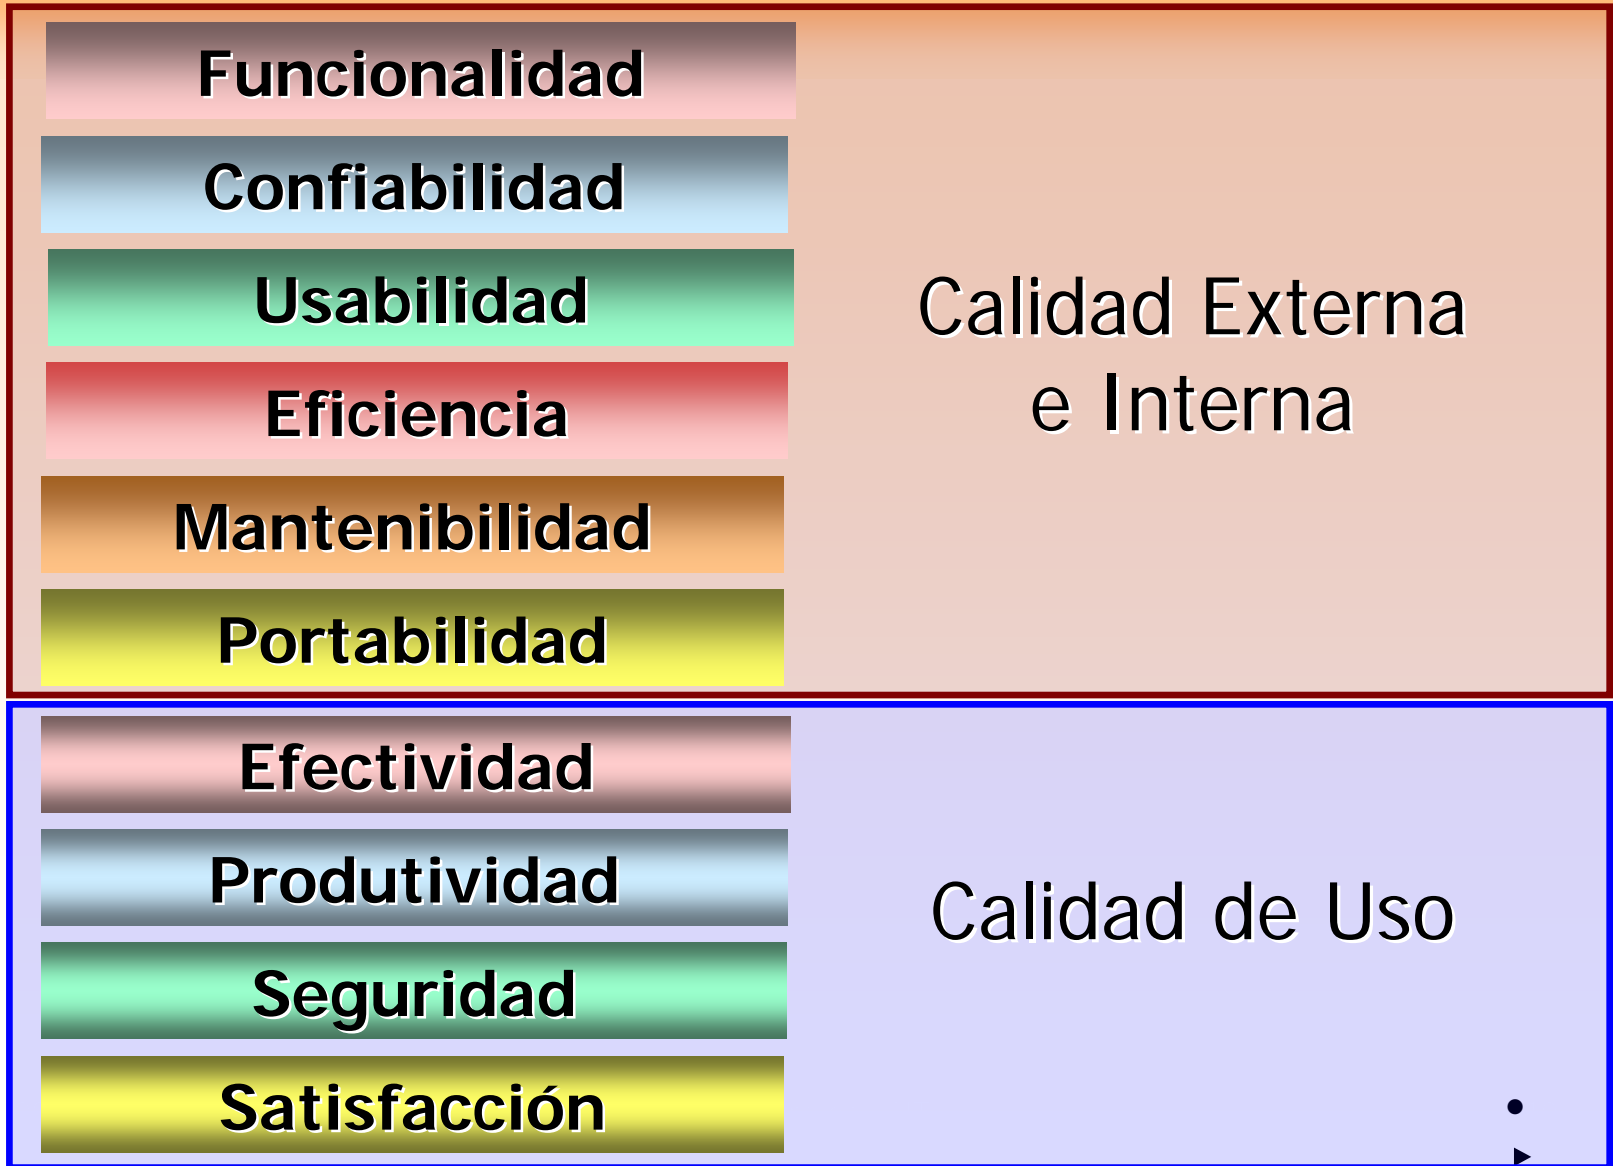 Funcionalidad
Confiabilidad
Usabilidad
Eficiencia
Mantenibilidad
Portabilidad
Calidad Externa
e Interna
Efectividad
Produtividad
Seguridad
Satisfacción
Calidad de Uso